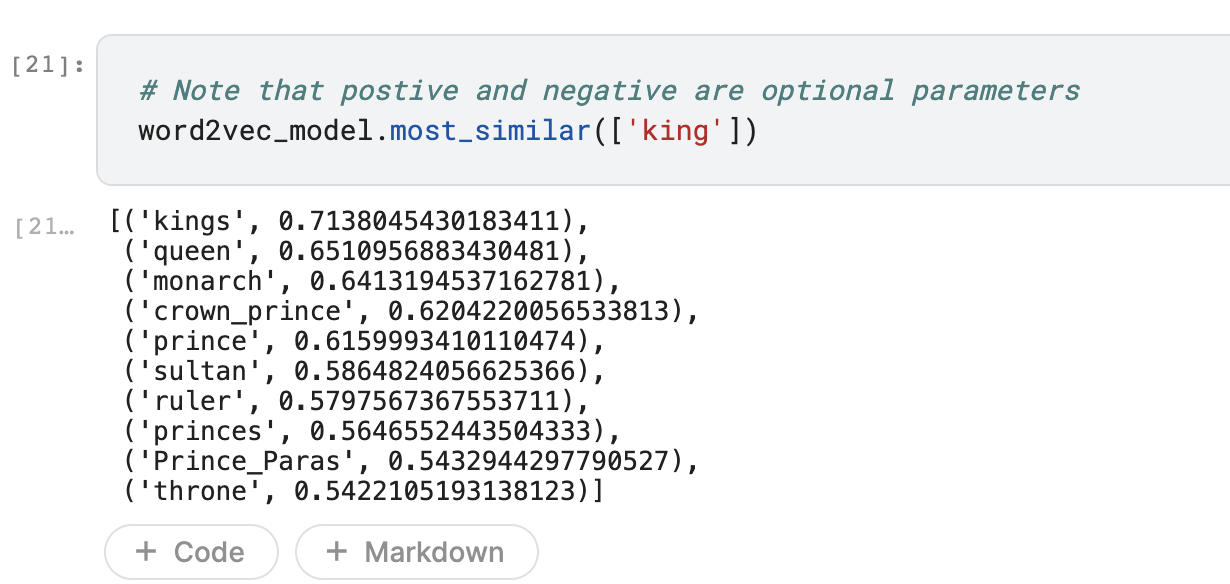 [21]:
# Note that postive and negative are optional parameters
word2vec_model.most_similar(['king'])
[21…
[('kings', 0.7138045430183411),
('queen', 0.6510956883430481),
('monarch', 0.6413194537162781),
('crown_prince', 0.6204220056533813),
('prince', 0.6159993410110474),
('sultan', 0.5864824056625366),
('ruler', 0.5797567367553711),
('princes', 0.5646552443504333),
('Prince_Paras', 0.5432944297790527),
('throne', 0.5422105193138123)]
+ Code + Markdown